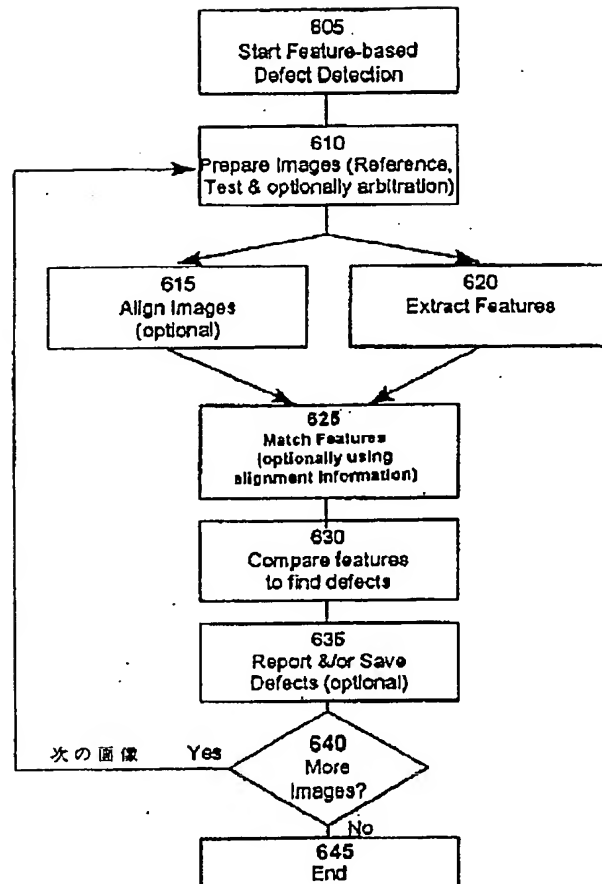 605
Start Feature-based
Defect Detection
610
Prepare Images (Reference,
Test & optionally arbitration)
615
Align Images
(optional)
620
Extract Features
625
Match Features
(optionally using
alignment information)
630
Compare features
to find defects
635
Report &/or Save
Defects (optional)
次の画像 Yes
640
More
Images?
No
645
End